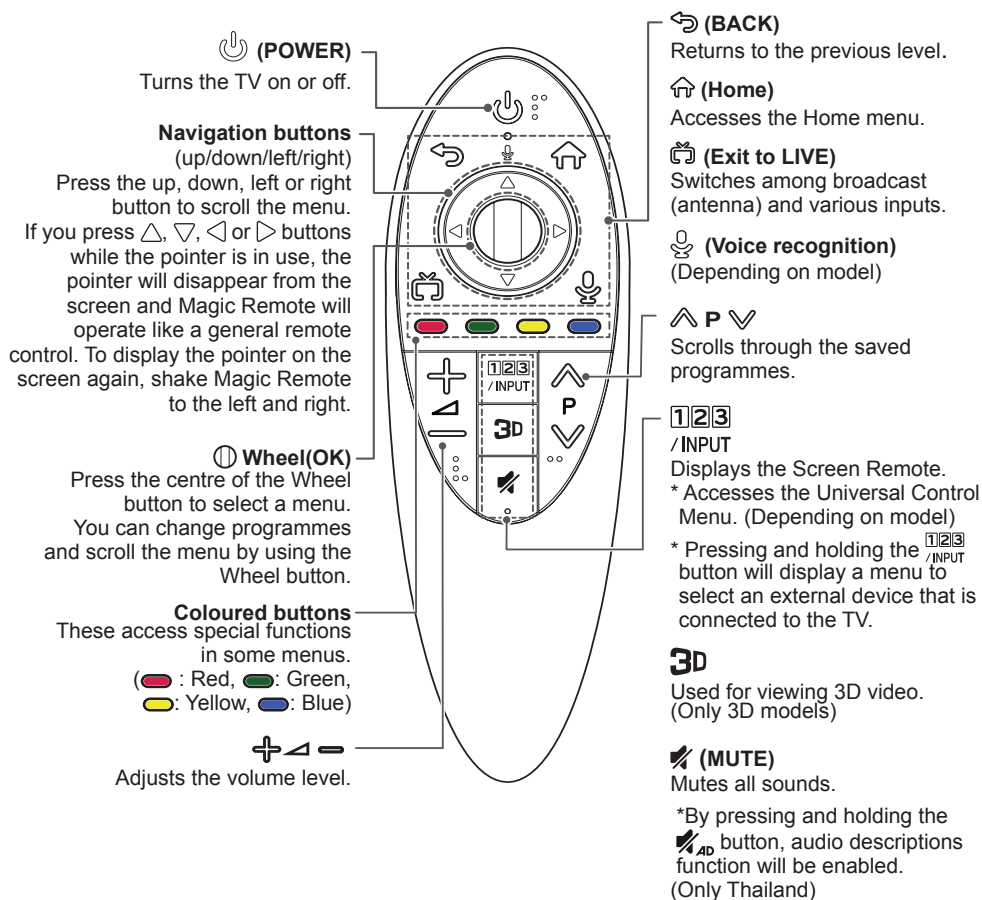 (POWER)
Turns the TV on or off.
Navigation buttons
(up/down/left/right)
Press the up, down, left or right
button to scroll the menu.
If you press △, ▽, ◁ or ▷ buttons
while the pointer is in use, the
pointer will disappear from the
screen and Magic Remote will
operate like a general remote
control. To display the pointer on the
screen again, shake Magic Remote
to the left and right.
Wheel(OK)
Press the centre of the Wheel
button to select a menu.
You can change programmes
and scroll the menu by using the
Wheel button.
Coloured buttons
These access special functions
in some menus.
( : Red, : Green,
: Yellow, : Blue)
Adjusts the volume level.
123
/INPUT
P
3D
(BACK)
Returns to the previous level.
(Home)
Accesses the Home menu.
(Exit to LIVE)
Switches among broadcast
(antenna) and various inputs.
(Voice recognition)
(Depending on model)
P
Scrolls through the saved
programmes.
123
/INPUT
Displays the Screen Remote.
* Accesses the Universal Control
Menu. (Depending on model)
* Pressing and holding the 123 /INPUT
button will display a menu to
select an external device that is
connected to the TV.
3D
Used for viewing 3D video.
(Only 3D models)
(MUTE)
Mutes all sounds.
*By pressing and holding the
AD button, audio descriptions
function will be enabled.
(Only Thailand)